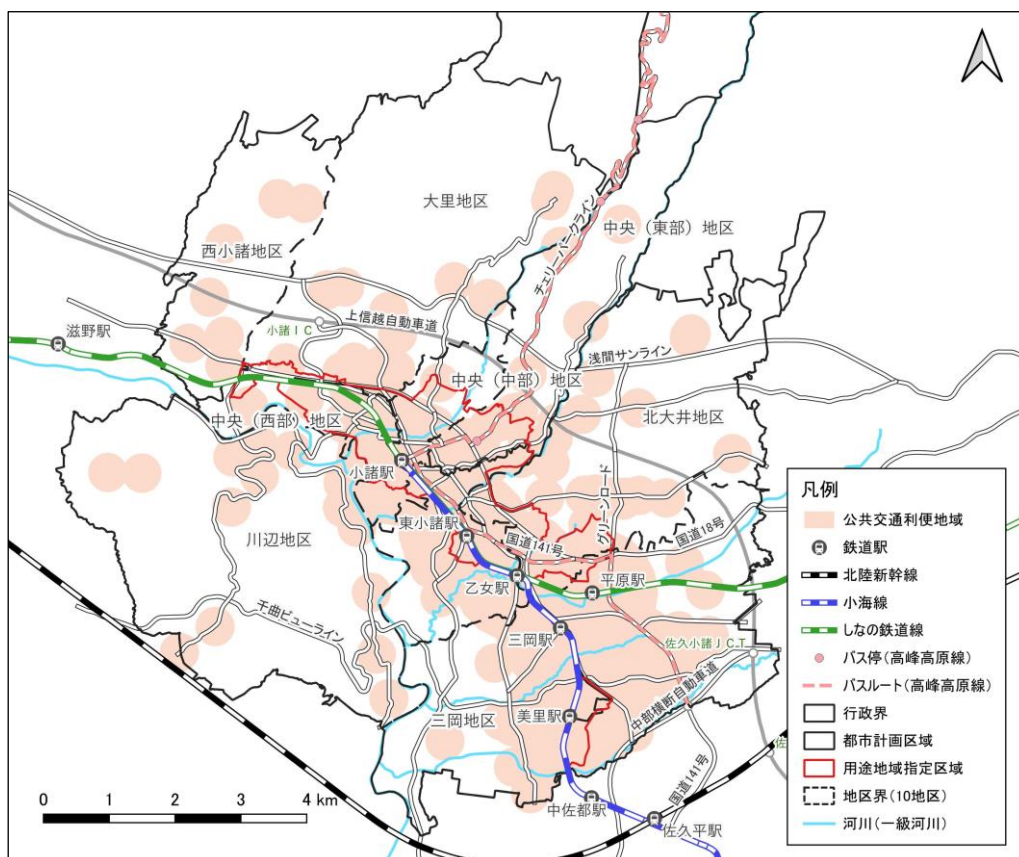 大里地区
チェリーパークライン
中央（東部）地区
西小諸地区
上信越自動車道
小諸ＩＣ
滋野駅
浅間サンライン
中央（中部）地区
中央（西部）地区
北大井地区
小諸駅
グリーンロード
東小諸駅
国道141号
国道18号
川辺地区
乙女駅
平原駅
千曲ビューライン
三岡駅
佐久小諸ＪＣＴ
中部横断自動車道
三岡地区
美里駅
国道141号
中佐都駅
佐久平駅
佐
0 1 2 3 4 km
凡例
公共交通利便地域
鉄道駅
北陸新幹線
小海線
しなの鉄道線
バス停（高峰高原線）
バスルート（高峰高原線）
行政界
都市計画区域
用途地域指定区域
地区界（10地区）
河川（一級河川）